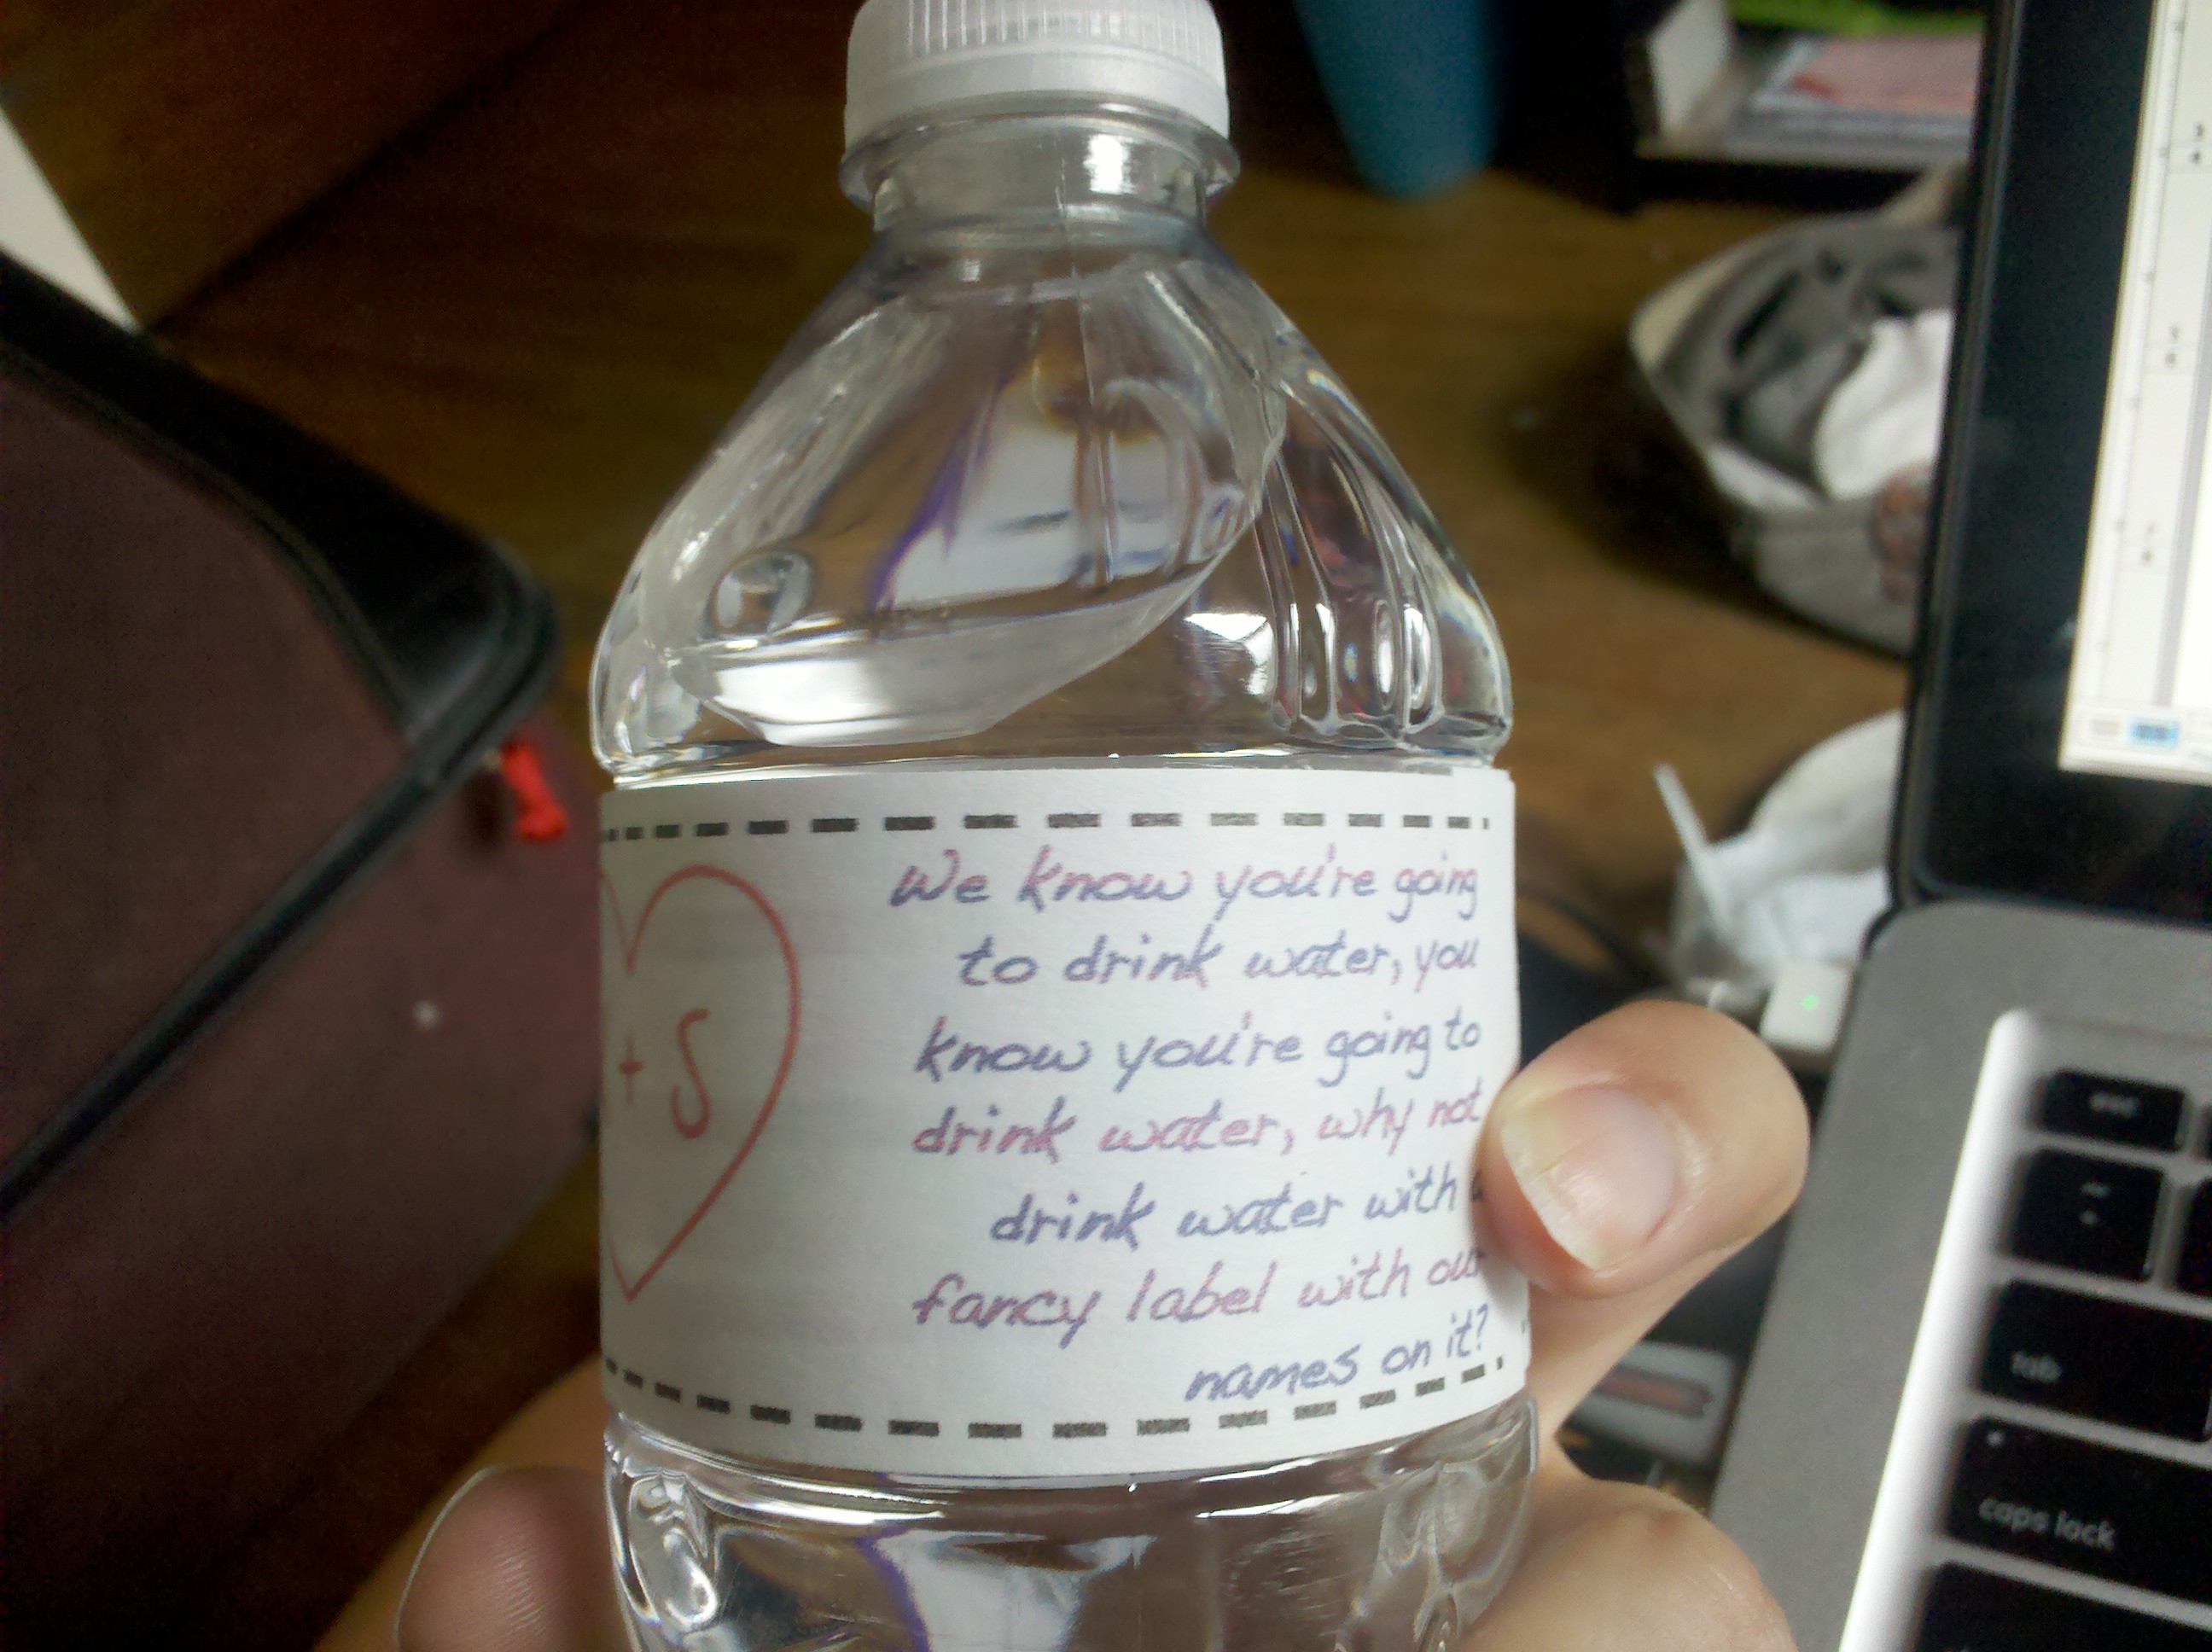 We know you're going
to drink water, you
know you're going to
drink water, why not
drink water with a
fancy label with our
names on it?
+ S
tab
caps lock